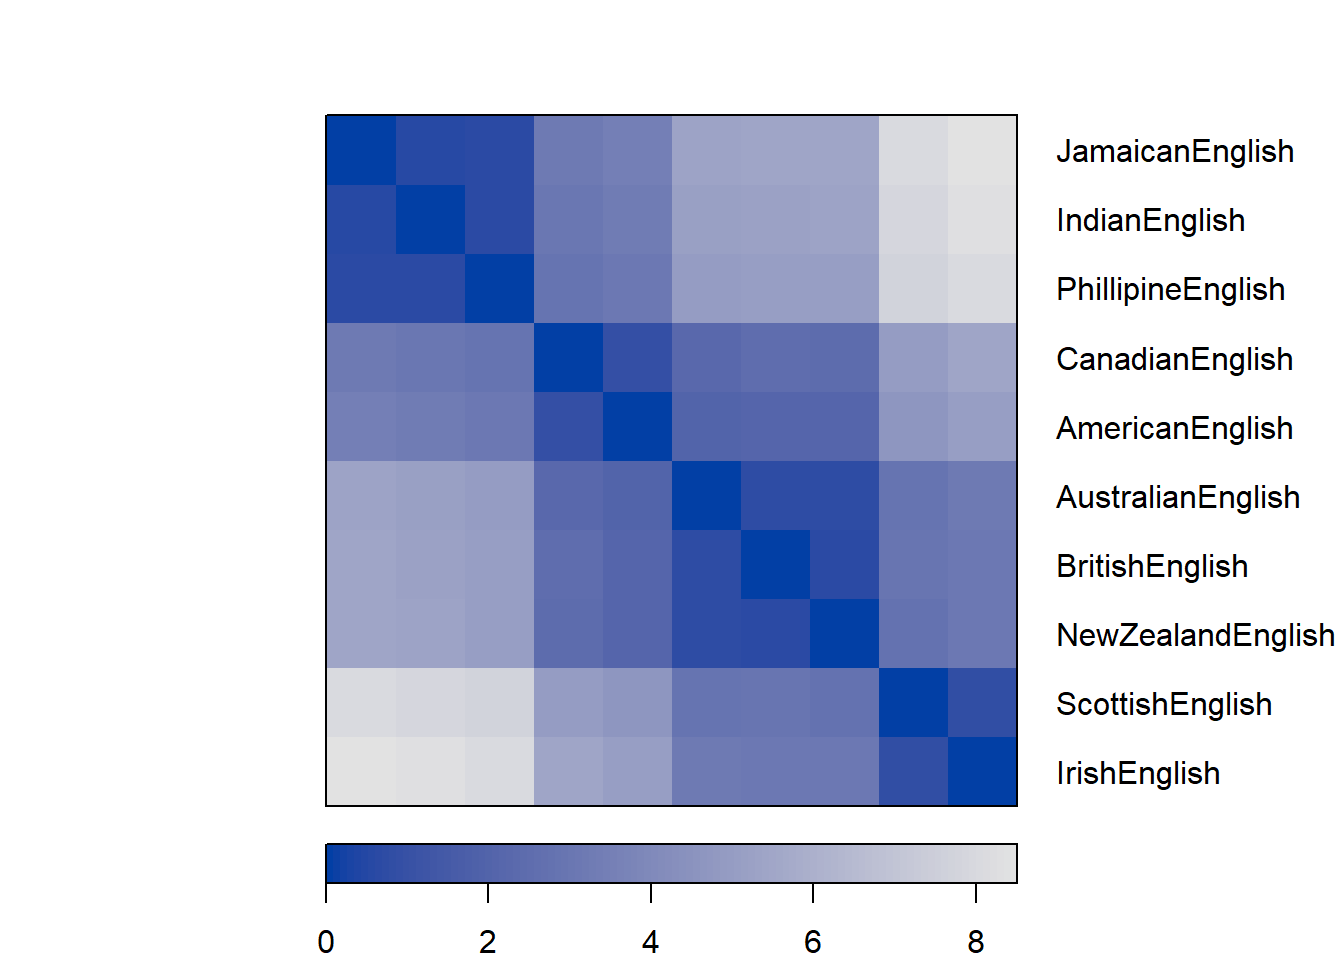 JamaicanEnglish
IndianEnglish
PhillipineEnglish
CanadianEnglish
AmericanEnglish
AustralianEnglish
BritishEnglish
NewZealandEnglish
ScottishEnglish
IrishEnglish
0 2 4 6 8